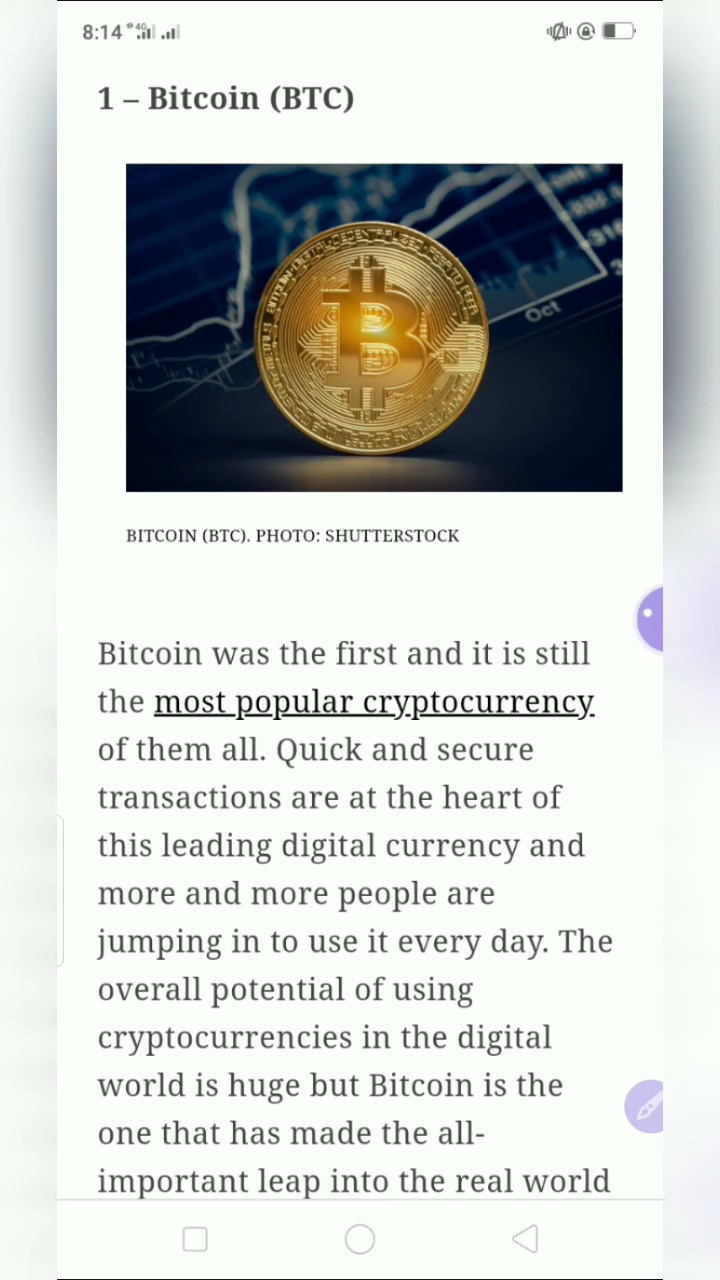 8:14
4G
1 – Bitcoin (BTC)
Oct
BITCOIN (BTC). PHOTO: SHUTTERSTOCK
Bitcoin was the first and it is still
the most popular cryptocurrency
of them all. Quick and secure
transactions are at the heart of
this leading digital currency and
more and more people are
jumping in to use it every day. The
overall potential of using
cryptocurrencies in the digital
world is huge but Bitcoin is the
one that has made the all-
important leap into the real world